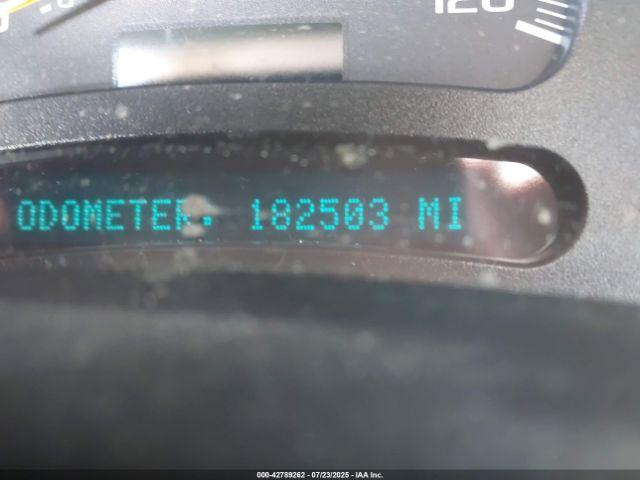 120
ODOMETER: 182503 MI
000-42789262 - 07/23/2025 - IAA Inc.